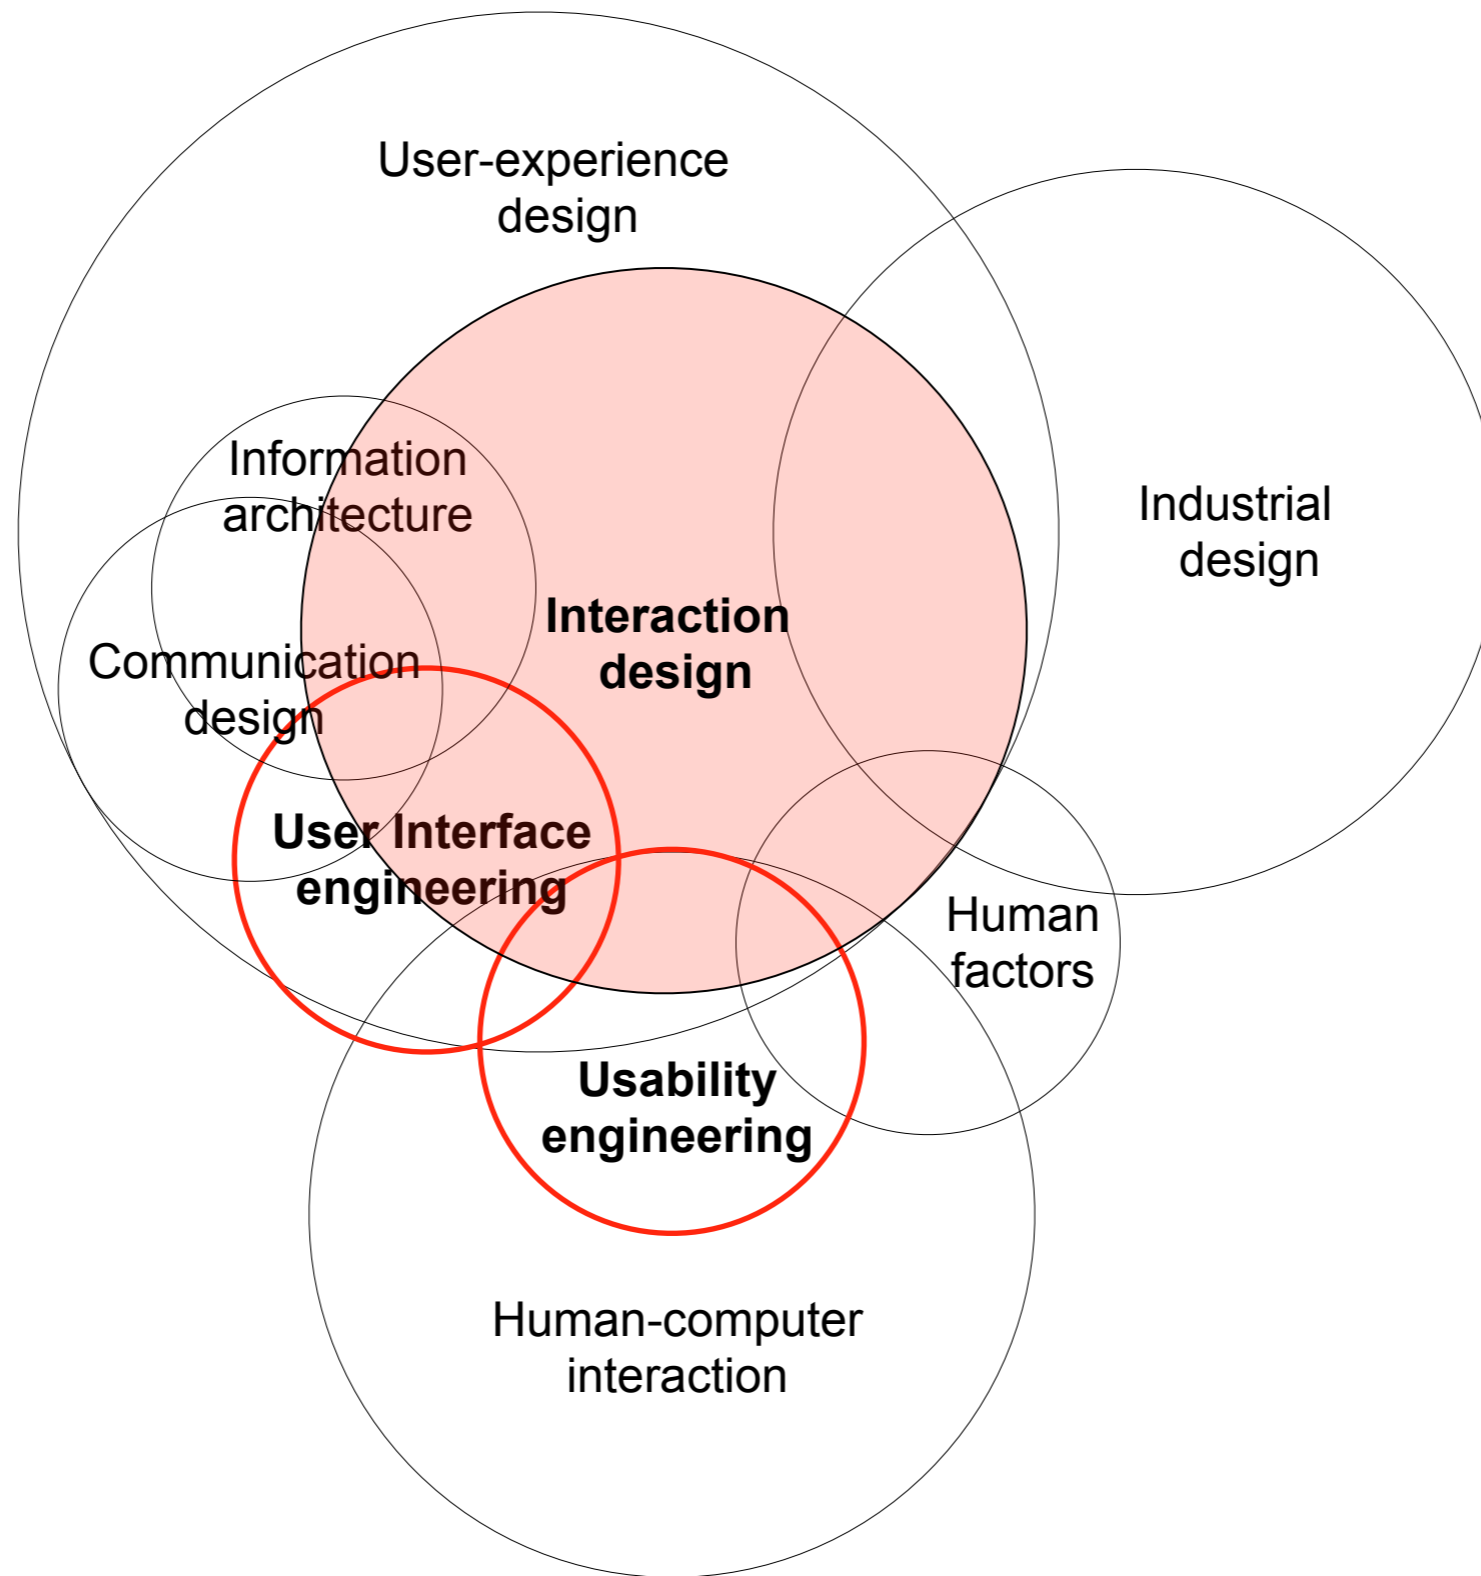 User-experience
design
Information
architecture
Industrial
design
Interaction
design
Communication
design
User Interface
engineering
Human
factors
Usability
engineering
Human-computer
interaction